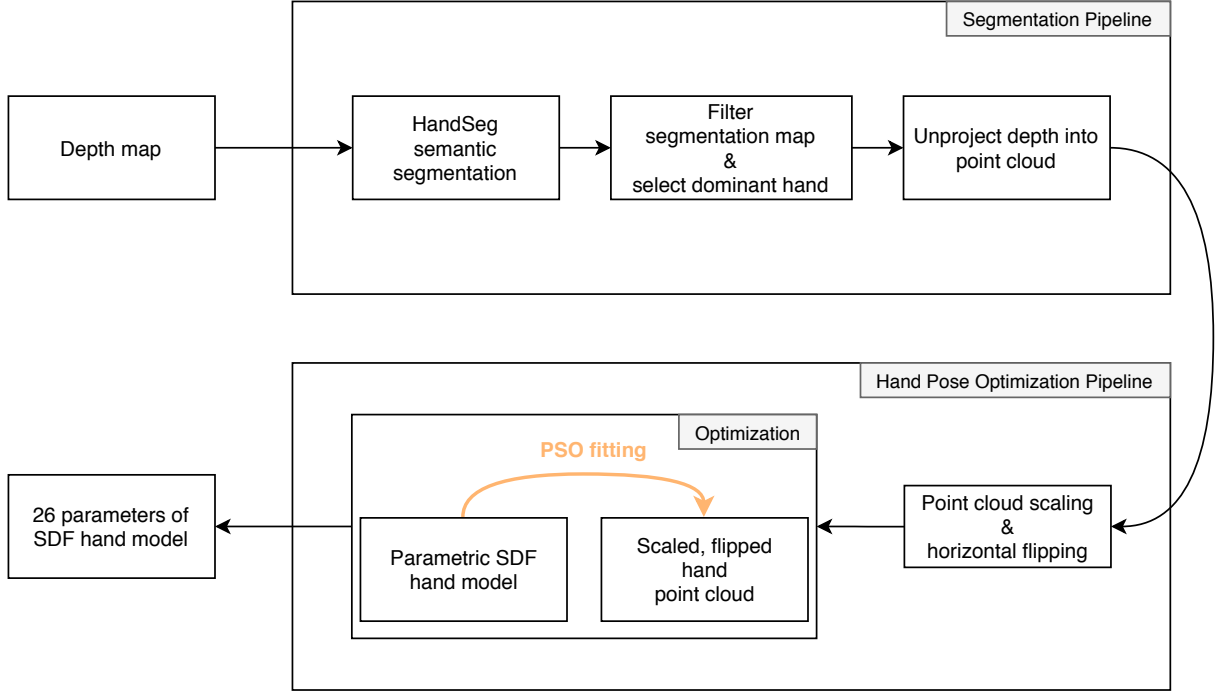 Segmentation Pipeline
Depth map
HandSeg
semantic
segmentation
Filter
segmentation map
&
select dominant hand
Unproject depth into
point cloud
Hand Pose Optimization Pipeline
Optimization
PSO fitting
26 parameters of
SDF hand model
Parametric SDF
hand model
Scaled, flipped
hand
point cloud
Point cloud scaling
&
horizontal flipping